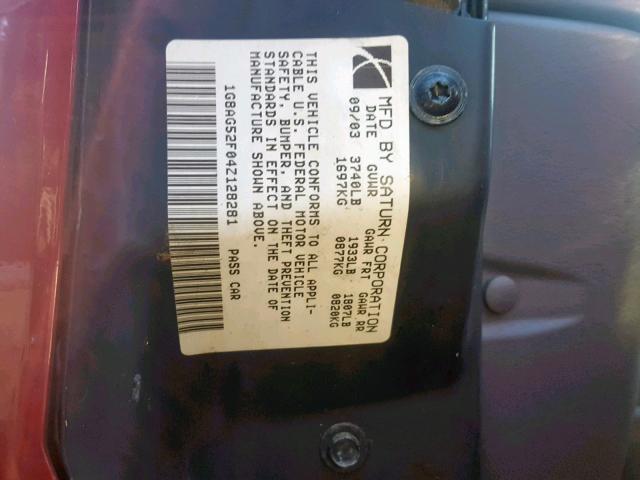 MFD BY SATURN CORPORATION
DATE GVWR GAWR FRT GAWR RR
09/03 3740LB 1933LB 1807LB
1697KG 0877KG 0820KG
THIS VEHICLE CONFORMS TO ALL APPLI-
CABLE U.S. FEDERAL MOTOR VEHICLE
SAFETY, BUMPER, AND THEFT PREVENTION
STANDARDS IN EFFECT ON THE DATE OF
MANUFACTURE SHOWN ABOVE.
1G8AG52F04Z128281 PASS CAR